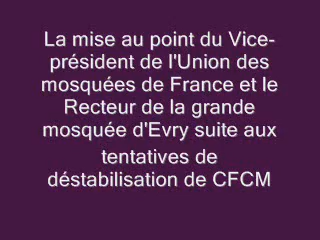 La mise au point du Vice-
président de l'Union des
mosquées de France et le
Recteur de la grande
mosquée d'Evry suite aux
tentatives de
déstabilisation de CFCM